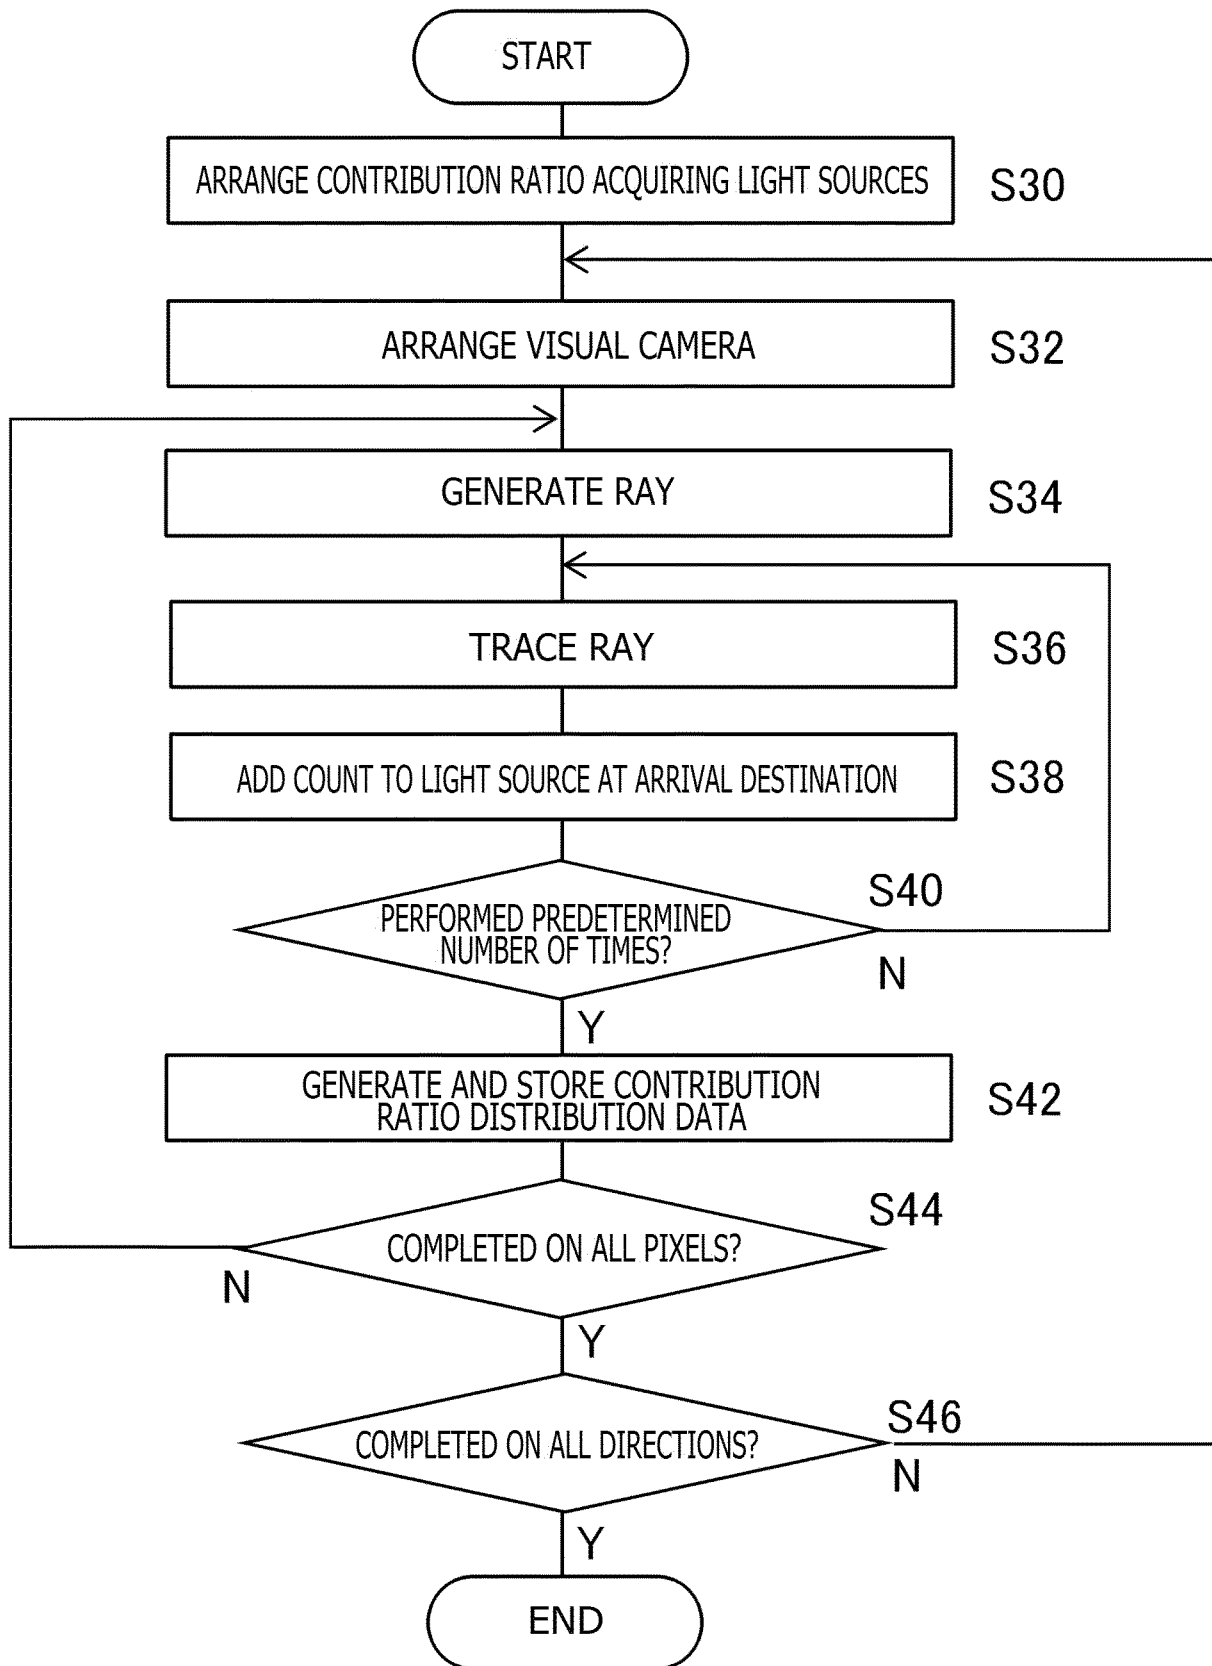 START
ARRANGE CONTRIBUTION RATIO ACQUIRING LIGHT SOURCES
S30
ARRANGE VISUAL CAMERA
S32
GENERATE RAY
S34
TRACE RAY
S36
ADD COUNT TO LIGHT SOURCE AT ARRIVAL DESTINATION
S38
PERFORMED PREDETERMINED
NUMBER OF TIMES?
S40
N
Y
GENERATE AND STORE CONTRIBUTION
RATIO DISTRIBUTION DATA
S42
COMPLETED ON ALL PIXELS?
S44
N
Y
COMPLETED ON ALL DIRECTIONS?
S46
N
Y
END